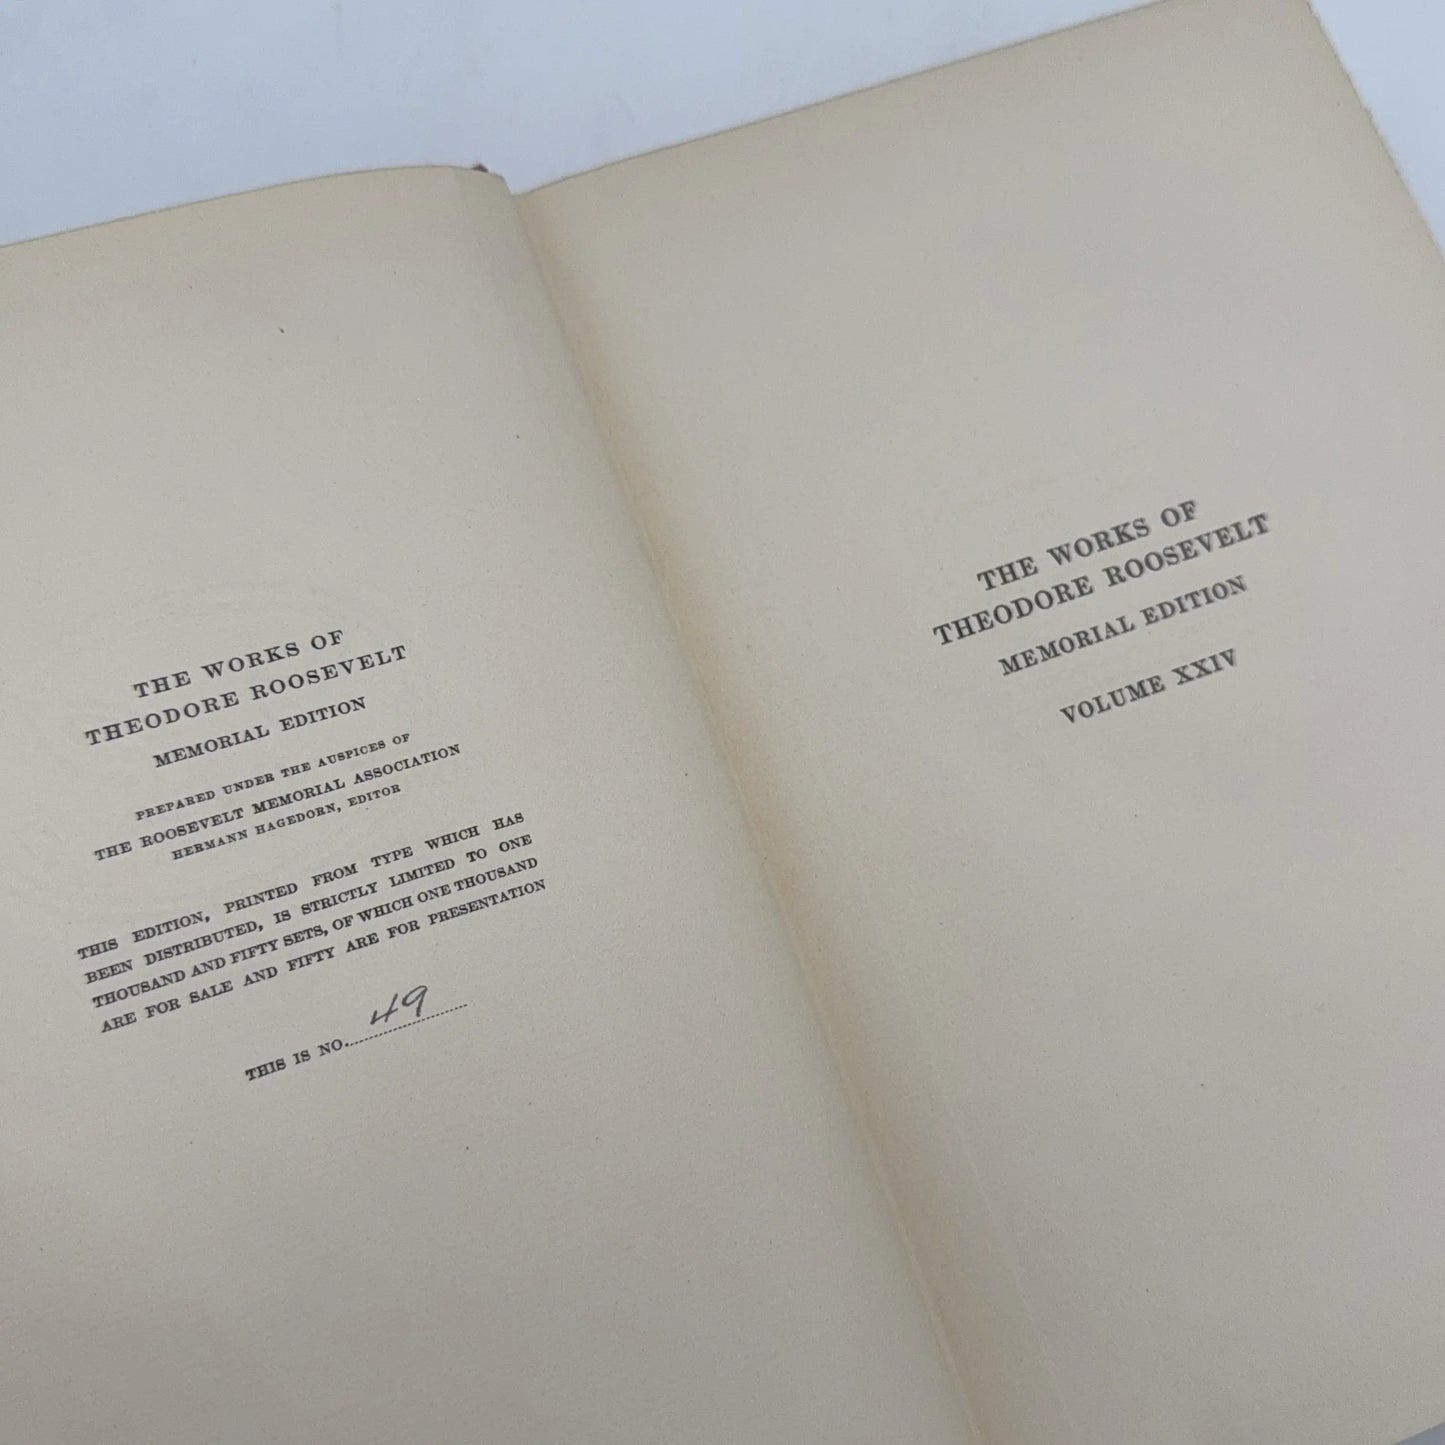 THE WORKS OF
THEODORE ROOSEVELT
MEMORIAL EDITION
PREPARED UNDER THE AUSPICES OF
THE ROOSEVELT MEMORIAL ASSOCIATION
HERMANN HAGEDORN, EDITOR
THIS EDITION, PRINTED FROM TYPE WHICH HAS
BEEN DISTRIBUTED, IS STRICTLY LIMITED TO ONE
THOUSAND AND FIFTY SETS, OF WHICH ONE THOUSAND
ARE FOR SALE AND FIFTY ARE FOR PRESENTATION
THIS IS NO. 49
THE WORKS OF
THEODORE ROOSEVELT
MEMORIAL EDITION
VOLUME XXIV